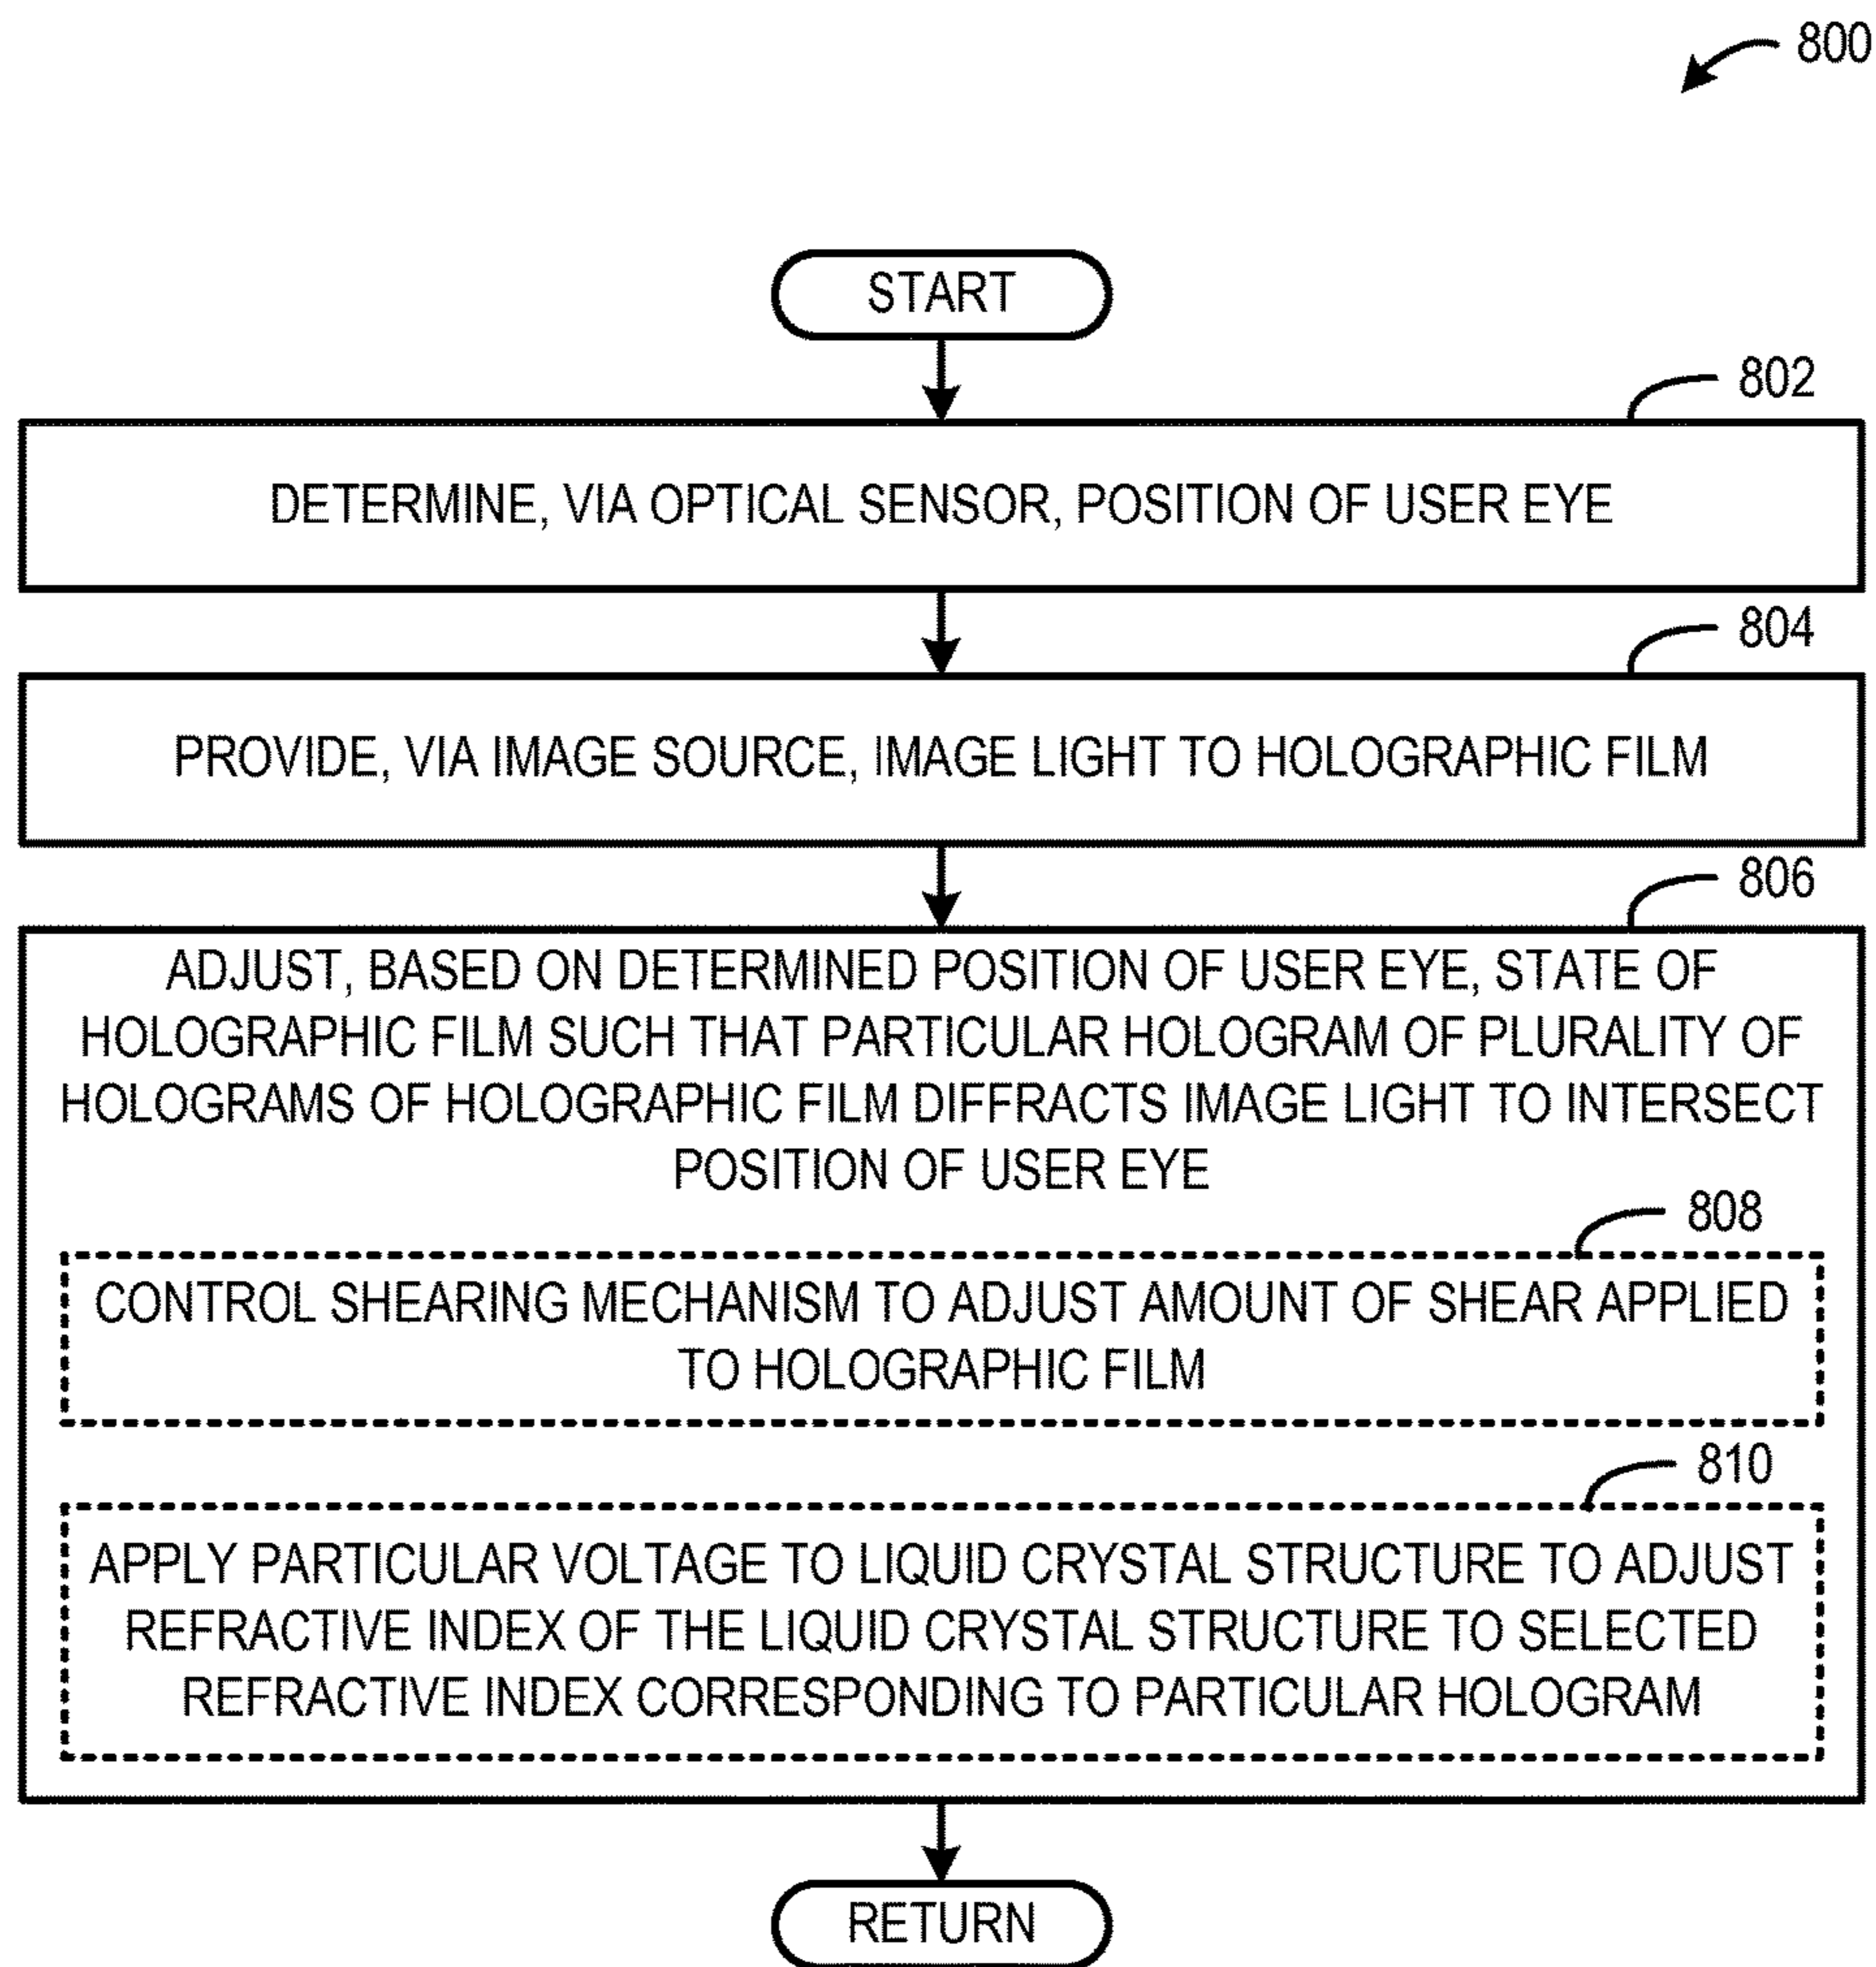 800
START
802
DETERMINE, VIA OPTICAL SENSOR, POSITION OF USER EYE
804
PROVIDE, VIA IMAGE SOURCE, IMAGE LIGHT TO HOLOGRAPHIC FILM
806
ADJUST, BASED ON DETERMINED POSITION OF USER EYE, STATE OF
HOLOGRAPHIC FILM SUCH THAT PARTICULAR HOLOGRAM OF PLURALITY OF
HOLOGRAMS OF HOLOGRAPHIC FILM DIFFRACTS IMAGE LIGHT TO INTERSECT
POSITION OF USER EYE
808
CONTROL SHEARING MECHANISM TO ADJUST AMOUNT OF SHEAR APPLIED
TO HOLOGRAPHIC FILM
810
APPLY PARTICULAR VOLTAGE TO LIQUID CRYSTAL STRUCTURE TO ADJUST
REFRACTIVE INDEX OF THE LIQUID CRYSTAL STRUCTURE TO SELECTED
REFRACTIVE INDEX CORRESPONDING TO PARTICULAR HOLOGRAM
RETURN